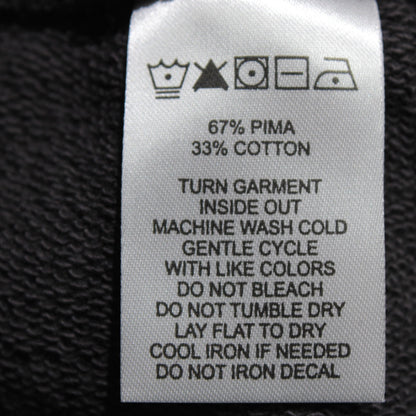 67% PIMA
33% COTTON
TURN GARMENT
INSIDE OUT
MACHINE WASH COLD
GENTLE CYCLE
WITH LIKE COLORS
DO NOT BLEACH
DO NOT TUMBLE DRY
LAY FLAT TO DRY
COOL IRON IF NEEDED
DO NOT IRON DECAL